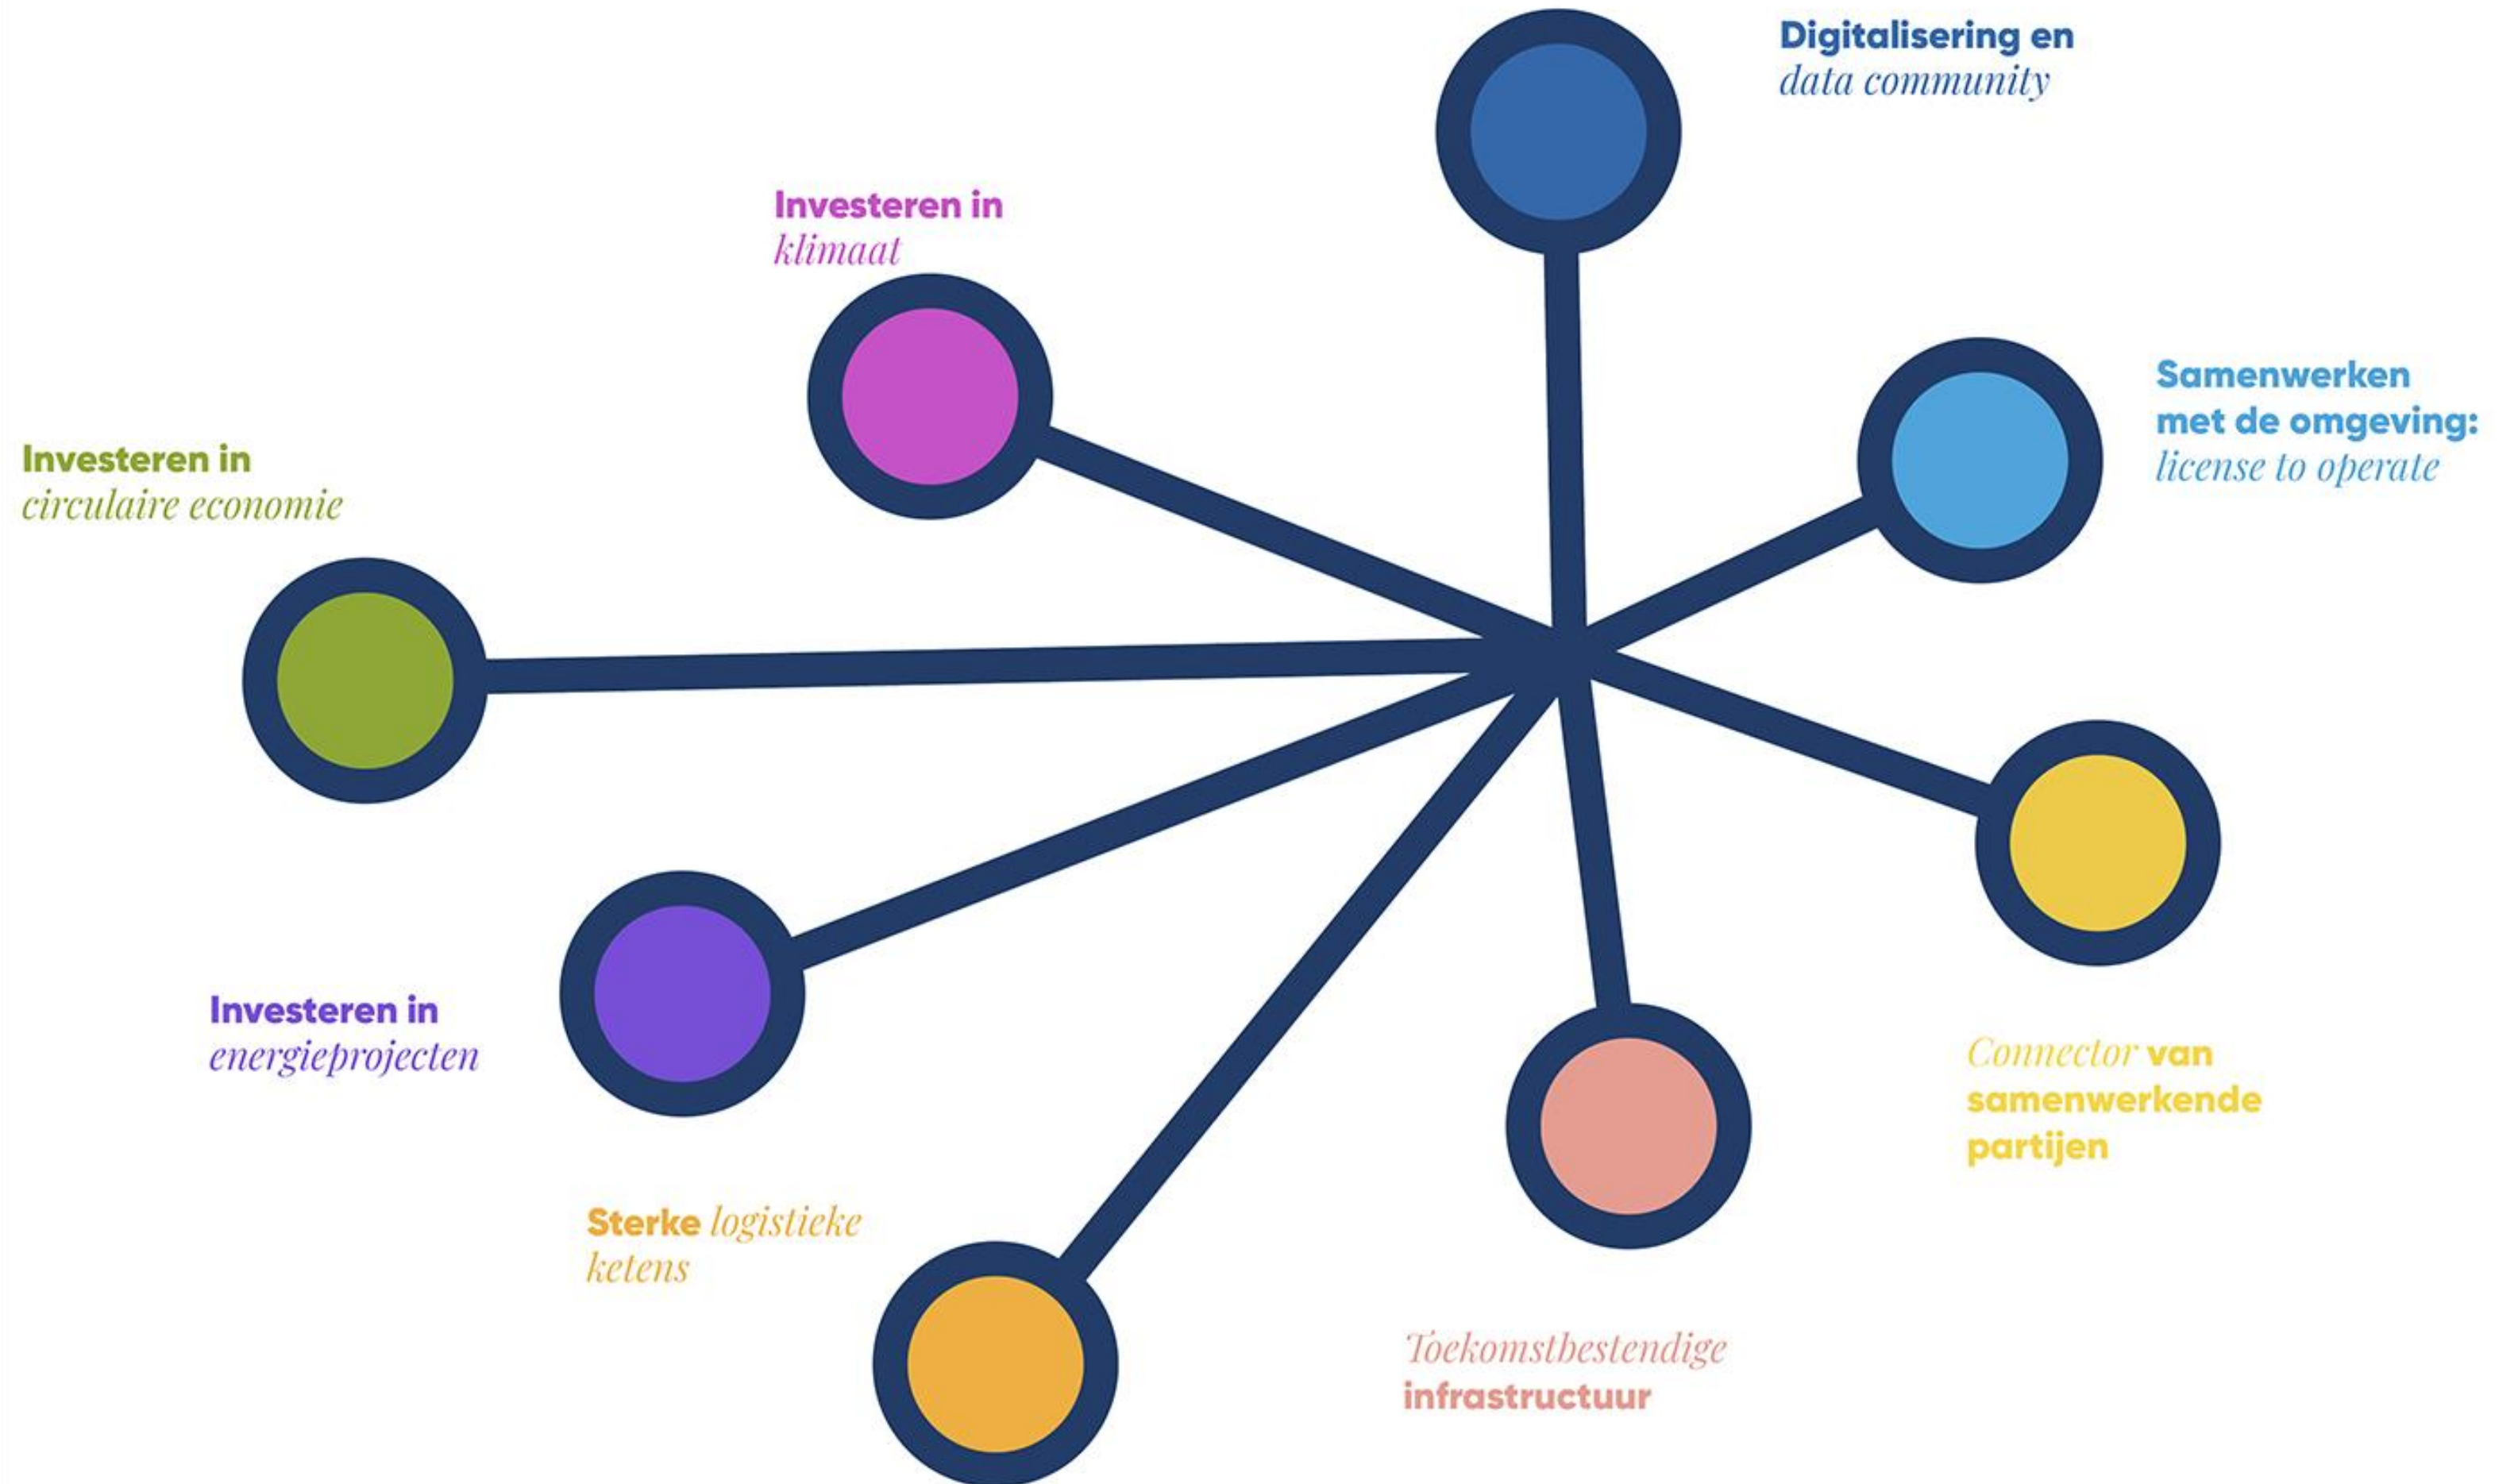 Digitalisering en
data community
Investeren in
klimaat
Samenwerken
met de omgeving:
license to operate
Investeren in
circulaire economie
Investeren in
energieprojecten
Connector van
samenwerkende
partijen
Sterke logistieke
ketens
Toekomstbestendige
infrastructuur